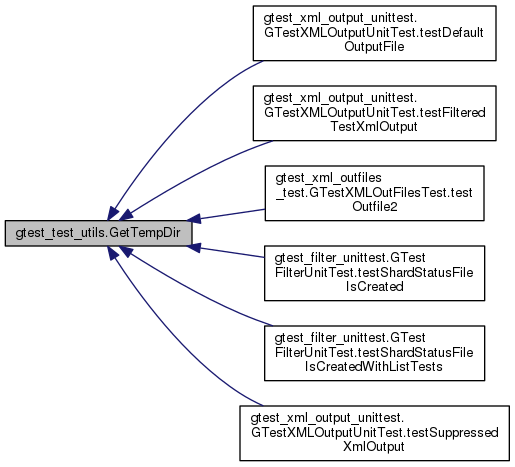 gtest_xml_output_unittest.
GTestXMLOutputUnitTest.testDefault
OutputFile
gtest_xml_output_unittest.
GTestXMLOutputUnitTest.testFiltered
TestXmlOutput
gtest_xml_outfiles
_test.GTestXMLOutFilesTest.test
Outfile2
gtest_test_utils.GetTempDir
gtest_filter_unittest.GTest
FilterUnitTest.testShardStatusFile
IsCreated
gtest_filter_unittest.GTest
FilterUnitTest.testShardStatusFile
IsCreatedWithListTests
gtest_xml_output_unittest.
GTestXMLOutputUnitTest.testSuppressed
XmlOutput